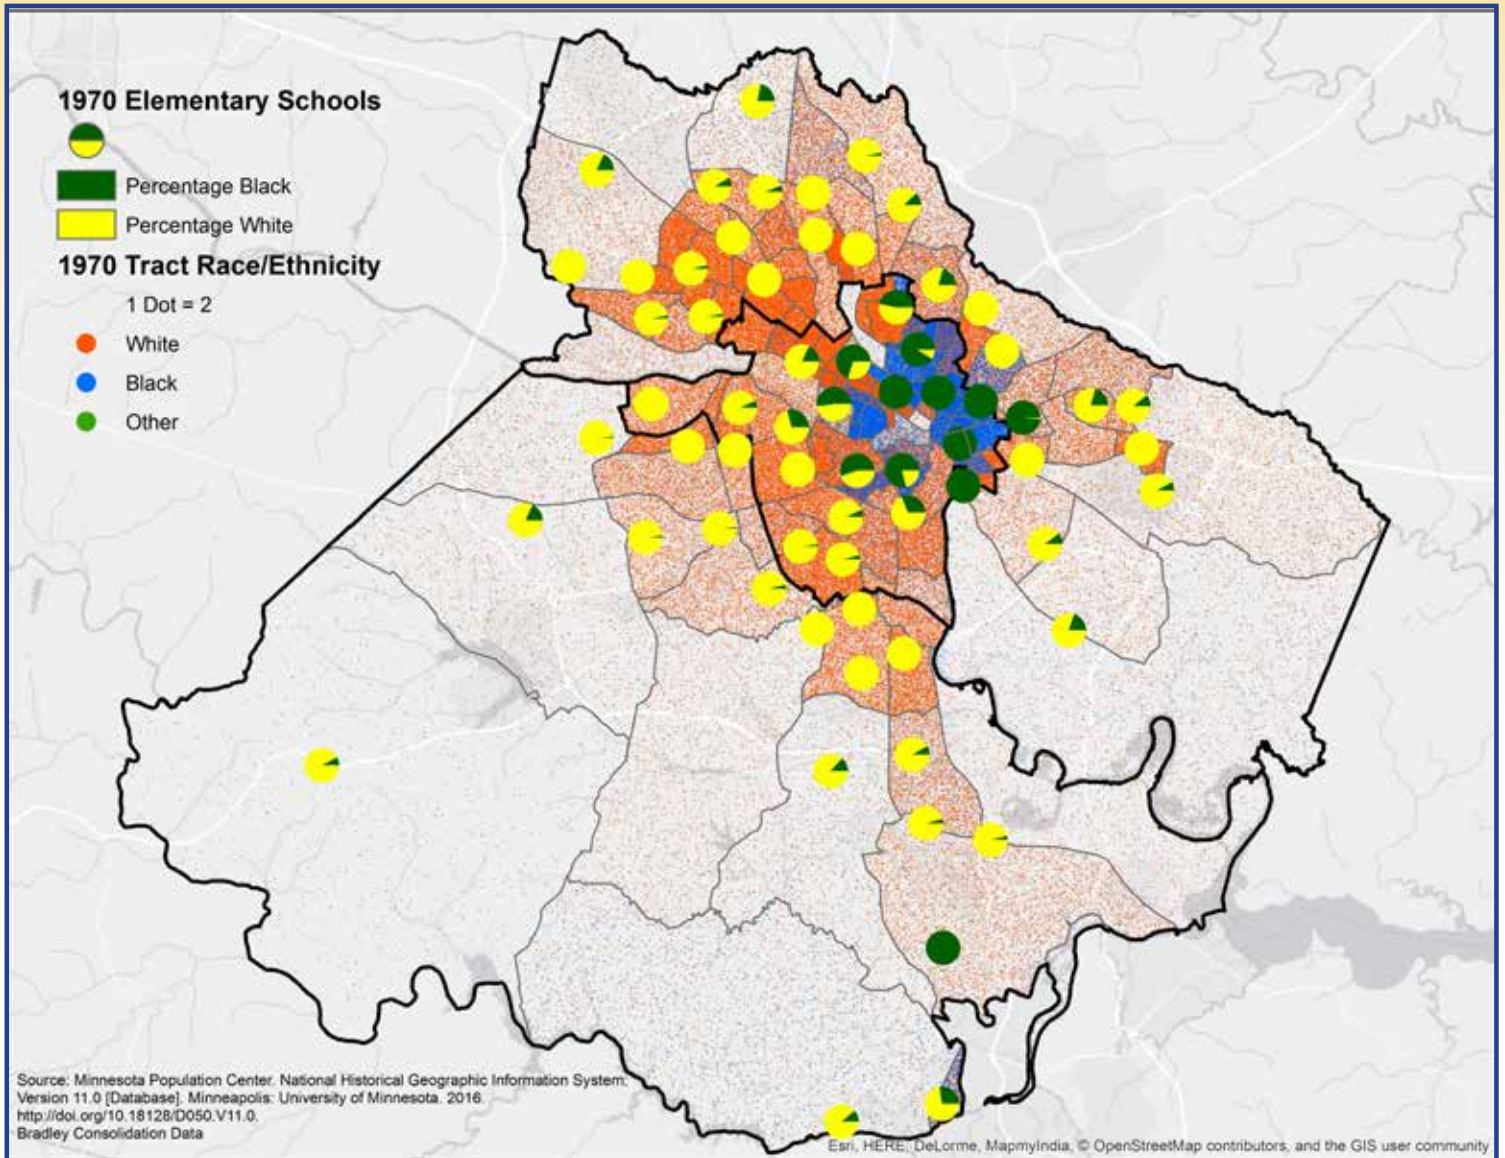 1970 Elementary Schools
Percentage Black
Percentage White
1970 Tract Race/Ethnicity
1 Dot = 2
White
Black
Other
Source: Minnesota Population Center. National Historical Geographic Information System:
Version 11.0 [Database]. Minneapolis: University of Minnesota. 2016.
http://doi.org/10.18128/D050.V11.0.
Bradley Consolidation Data
Esri, HERE, DeLorme, MapmyIndia, © OpenStreetMap contributors, and the GIS user community